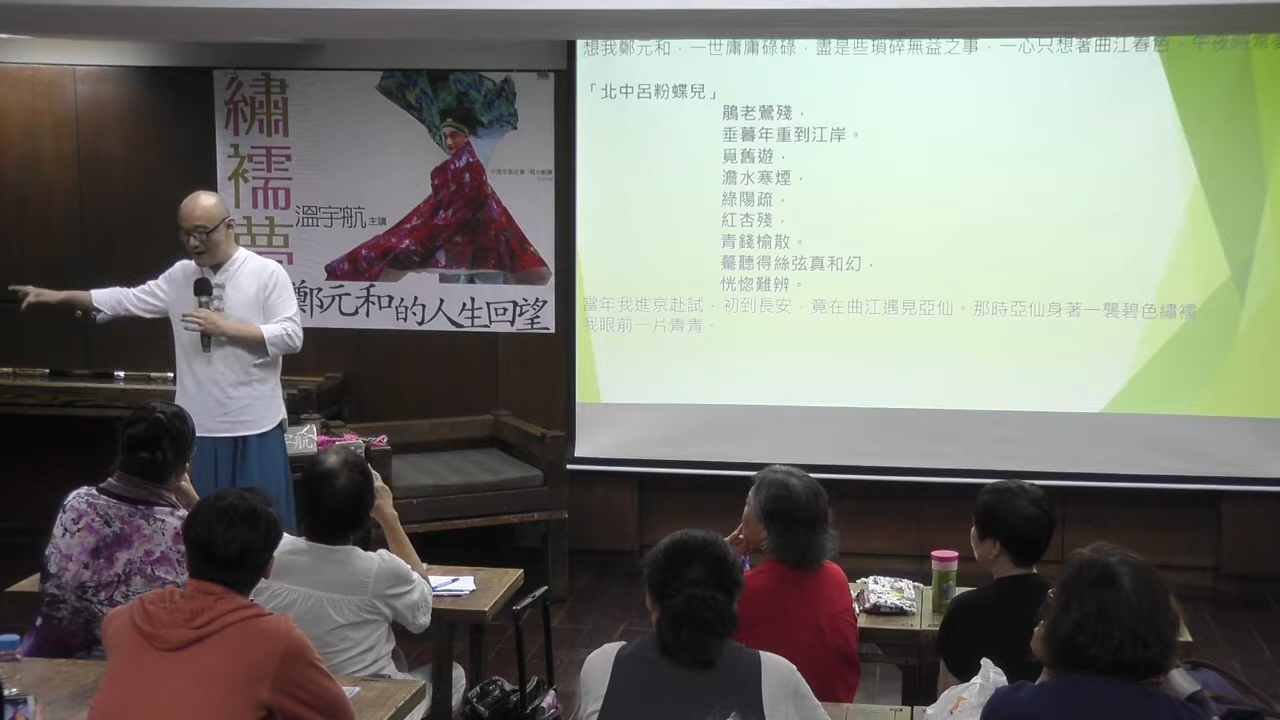 繡襦夢
溫宇航 主講
鄭元和的人生回望
宇航
想我鄭元和，一世庸庸碌碌，盡是些瑣碎無益之事，一心只想著曲江春色，午夜
「北中呂粉蝶兒」
鵑老鶯殘，
垂暮年重到江岸。
覓舊遊，
澹水寒煙，
綠陽疏，
紅杏殘，
青錢榆散。
驀聽得絲弦真和幻，
恍惚難辨。
當年我進京赴試，初到長安，竟在曲江遇見亞仙。那時亞仙身著一襲碧色繡襦
我眼前一片青青。